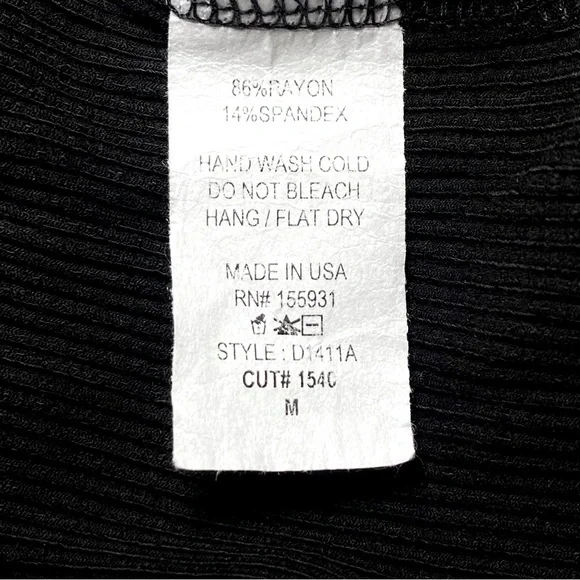 86%RAYON
14%SPANDEX
HAND WASH COLD
DO NOT BLEACH
HANG / FLAT DRY
MADE IN USA
RN# 155931
STYLE : D1411A
CUT# 1540
M